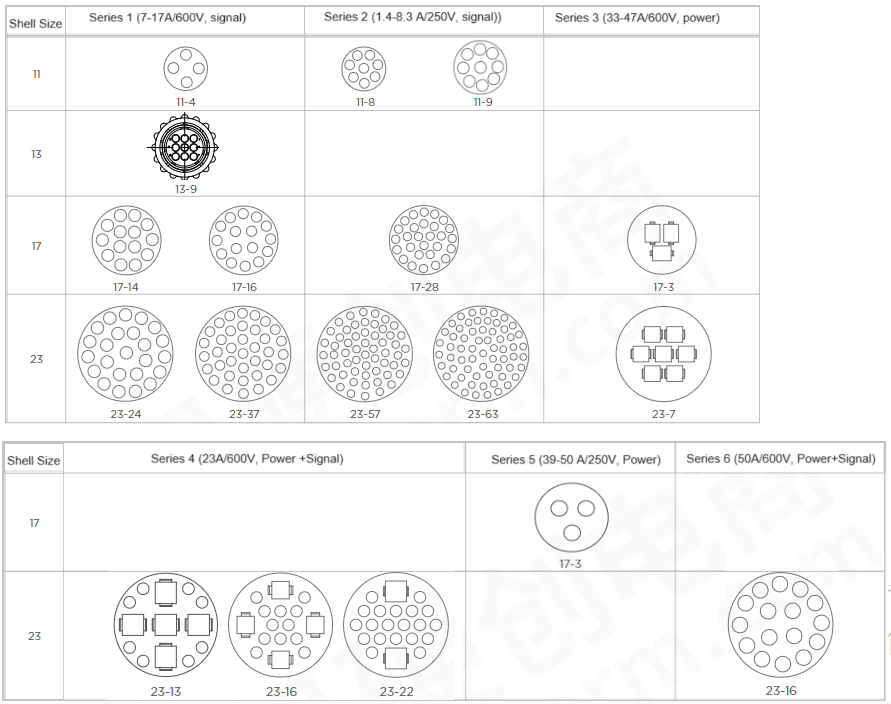 Shell Size Series 1 (7-17A/600V, signal) Series 2 (1.4-8.3 A/250V, signal)) Series 3 (33-47A/600V, power)
11
11-4 11-8 11-9
13
13-9
17
17-14 17-16 17-28 17-3
23
23-24 23-37 23-57 23-63 23-7
Shell Size Series 4 (23A/600V, Power +Signal) Series 5 (39-50 A/250V, Power) Series 6 (50A/600V, Power+Signal)
17
17-3
23
23-13 23-16 23-22 23-16